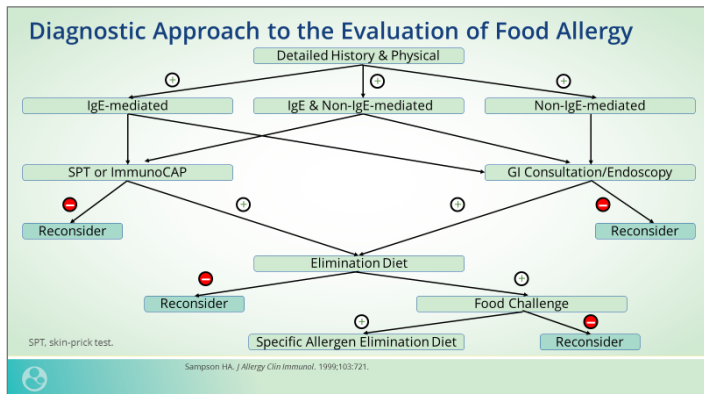 Diagnostic Approach to the Evaluation of Food Allergy
Detailed History & Physical
+ + +
IgE-mediated IgE & Non-IgE-mediated Non-IgE-mediated
SPT or ImmunoCAP GI Consultation/Endoscopy
− + + −
Reconsider Reconsider
Elimination Diet
− +
Reconsider Food Challenge
+ −
Specific Allergen Elimination Diet Reconsider
SPT, skin-prick test.
Sampson HA. J Allergy Clin Immunol. 1999;103:721.